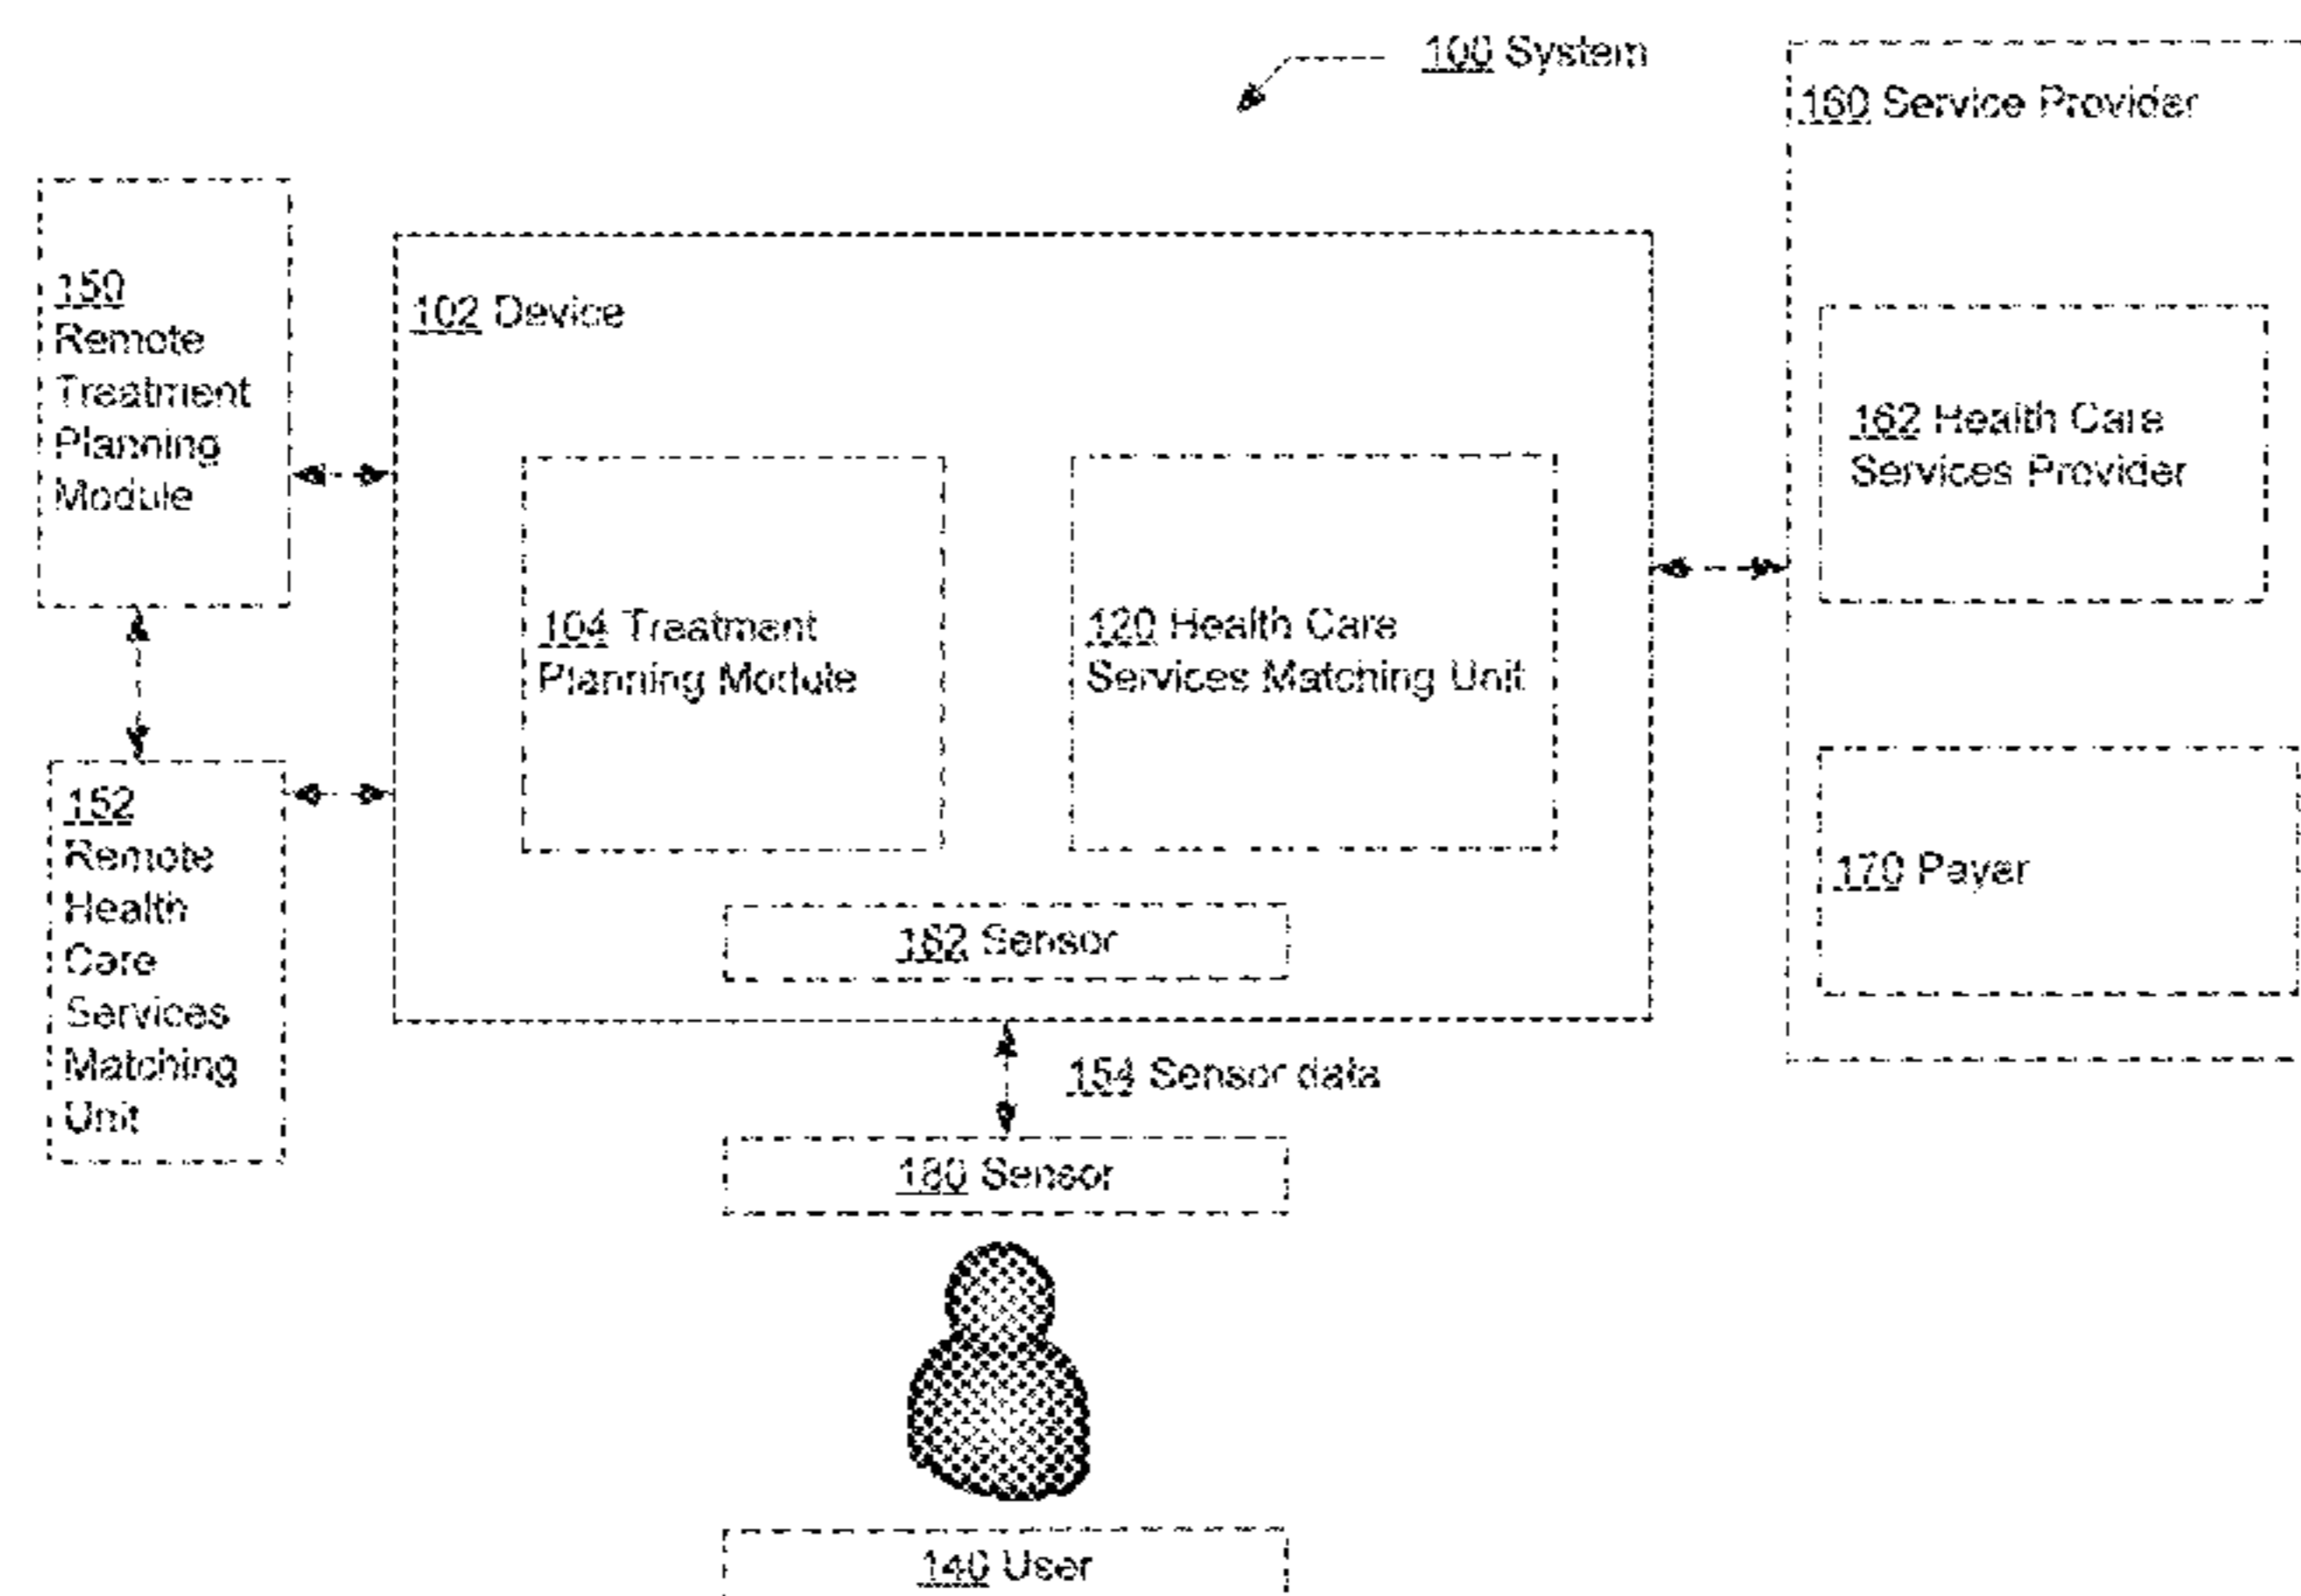 100 System
160 Service Provider
150
Remote
Treatment
Planning
Module
102 Device
162 Health Care
Services Provider
104 Treatment
Planning Module
120 Health Care
Services Matching Unit
152
Remote
Health
Care
Services
Matching
Unit
170 Payer
182 Sensor
154 Sensor data
180 Sensor
140 User